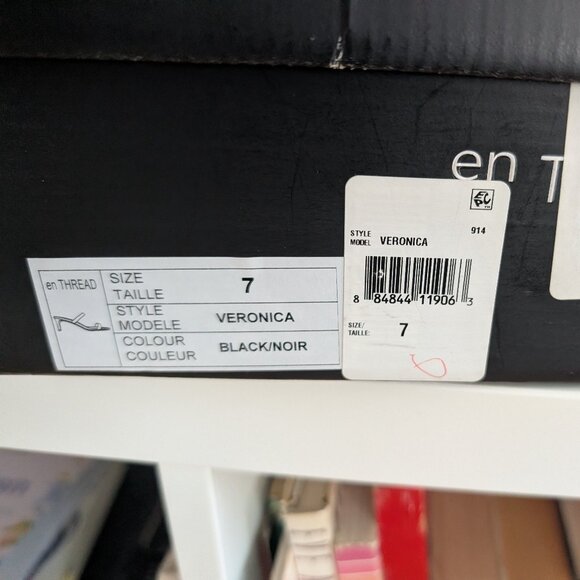 en T
en THREAD
SIZE
TAILLE
7
STYLE
MODELE
VERONICA
COLOUR
COULEUR
BLACK/NOIR
914
STYLE
MODEL VERONICA
8 84844 11906 3
SIZE/
TAILLE: 7